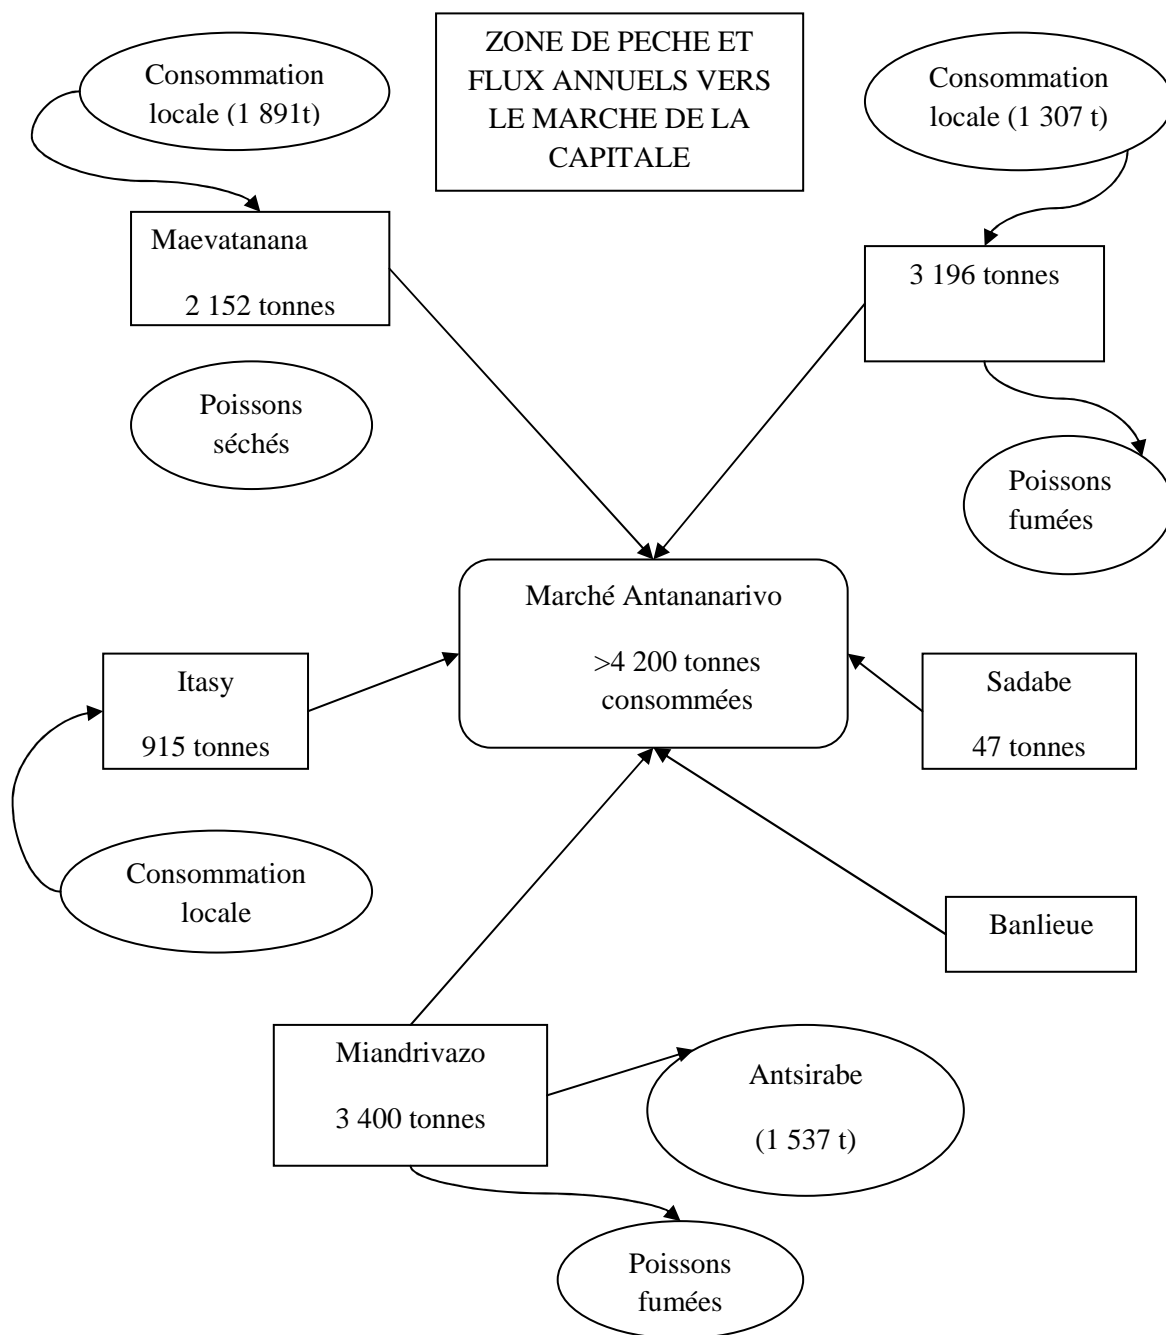 ZONE DE PECHE ET
FLUX ANNUELS VERS
LE MARCHE DE LA
CAPITALE
Consommation
locale (1 891t)
Consommation
locale (1 307 t)
Maevatanana
2 152 tonnes
3 196 tonnes
Poissons
séchés
Poissons
fumées
Marché Antananarivo
>4 200 tonnes
consommées
Itasy
915 tonnes
Sadabe
47 tonnes
Consommation
locale
Banlieue
Miandrivazo
3 400 tonnes
Antsirabe
(1 537 t)
Poissons
fumées